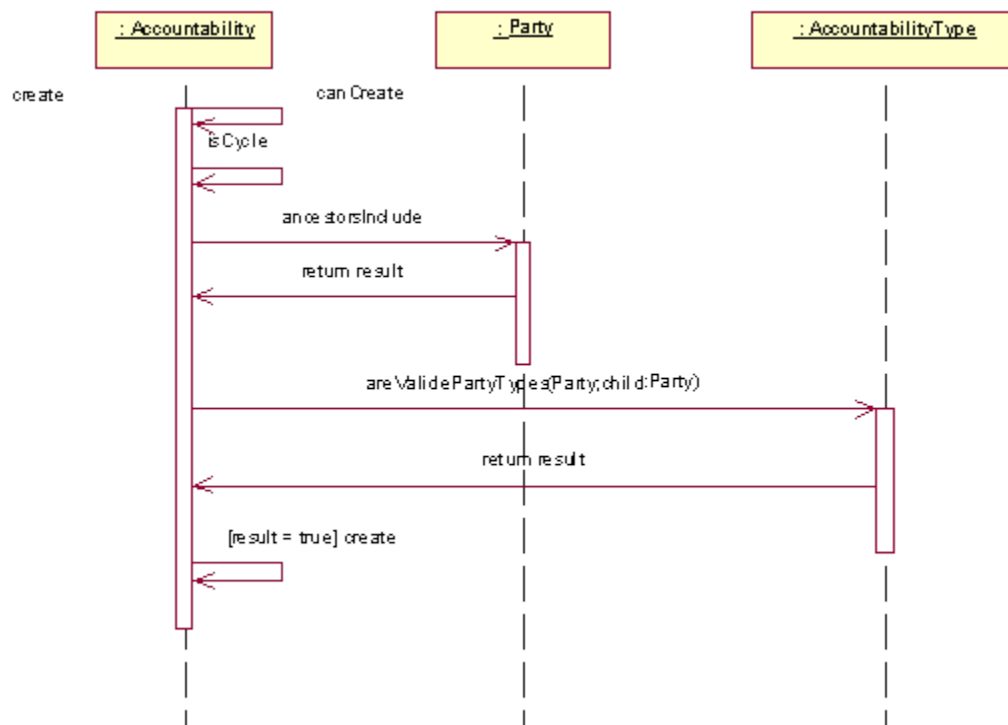 : Accountability
: Party
: AccountabilityType
create
canCreate
isCycle
ancestorsInclude
return result
areValidePartyTypes(Party;child:Party)
return result
[result = true] create